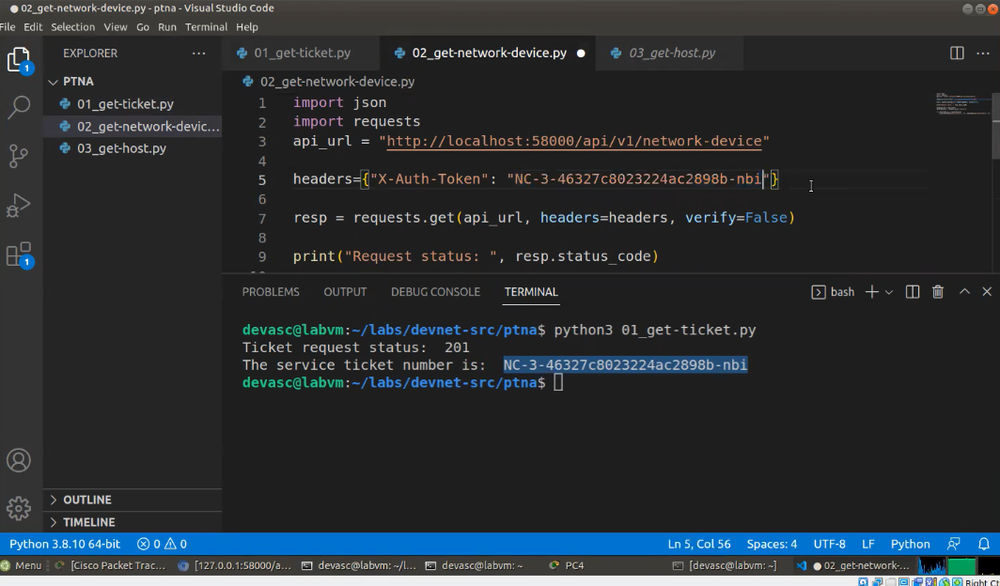 02_get-network-device.py - ptna - Visual Studio Code
File Edit Selection View Go Run Terminal Help
EXPLORER
PTNA
01_get-ticket.py
02_get-network-devic...
03_get-host.py
OUTLINE
TIMELINE
1
1
01_get-ticket.py
02_get-network-device.py
03_get-host.py
02_get-network-device.py
1 import json
2 import requests
3 api_url = "http://localhost:58000/api/v1/network-device"
4
5 headers={"X-Auth-Token": "NC-3-46327c8023224ac2898b-nbi"}
6
7 resp = requests.get(api_url, headers=headers, verify=False)
8
9 print("Request status: ", resp.status_code)
PROBLEMS OUTPUT DEBUG CONSOLE TERMINAL
bash
devasc@labvm:~/labs/devnet-src/ptna$ python3 01_get-ticket.py
Ticket request status:  201
The service ticket number is:  NC-3-46327c8023224ac2898b-nbi
devasc@labvm:~/labs/devnet-src/ptna$
Python 3.8.10 64-bit 0 0 Ln 5, Col 56 Spaces: 4 UTF-8 LF Python
Menu [Cisco Packet Trac... [127.0.0.1:58000/a... devasc@labvm: ~/l... devasc@labvm: ~ PC4 [devasc@labvm: ~] 02_get-network-...
Right Ct